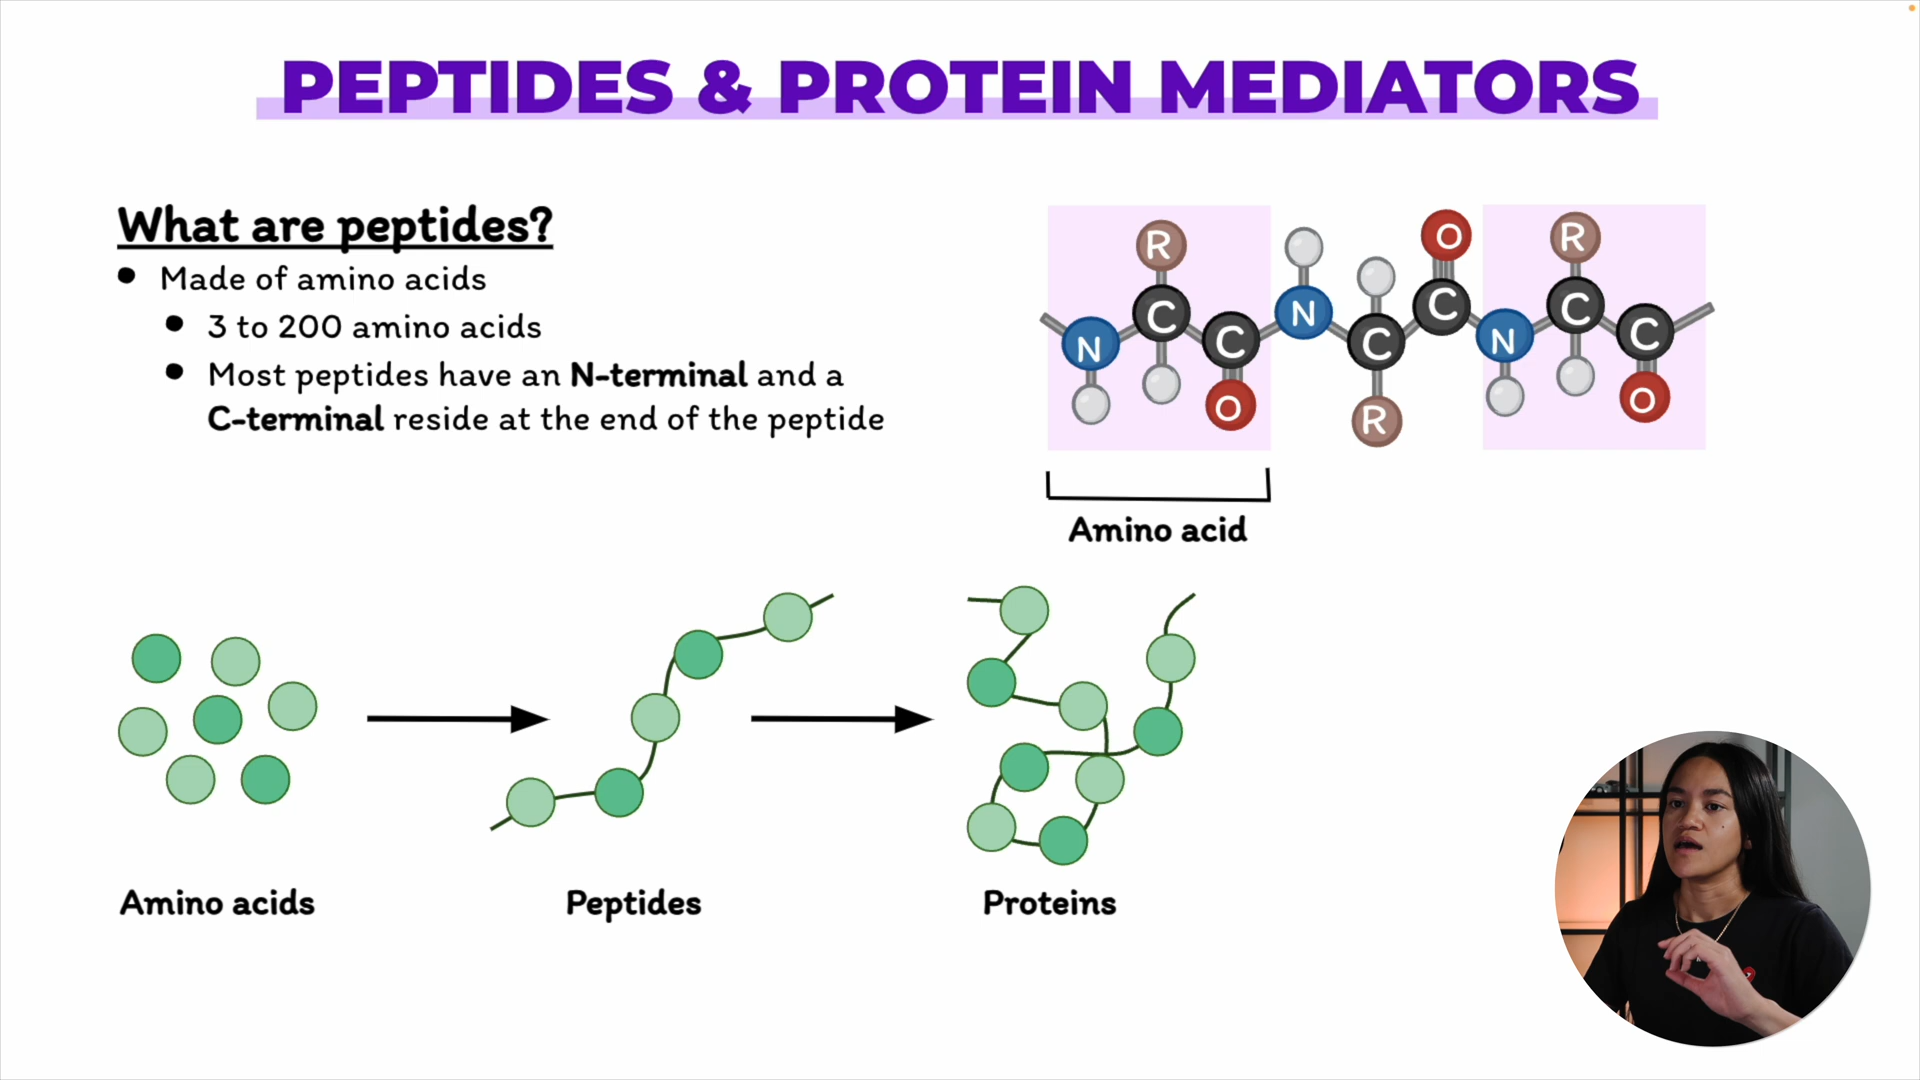 PEPTIDES & PROTEIN MEDIATORS
What are peptides?
Made of amino acids
3 to 200 amino acids
Most peptides have an N-terminal and a
C-terminal reside at the end of the peptide
R
C
N
C
O
N
C
R
O
C
N
R
C
C
O
Amino acid
Amino acids
Peptides
Proteins